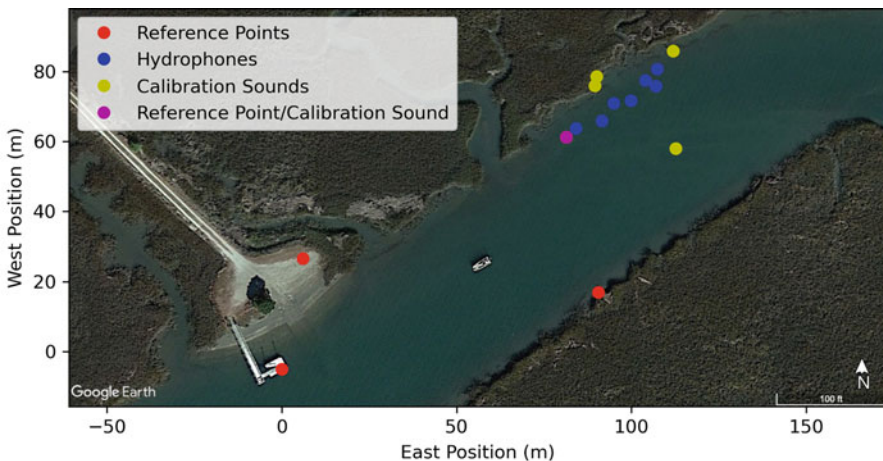 Reference Points
Hydrophones
Calibration Sounds
Reference Point/Calibration Sound
West Position (m)
80
60
40
20
0
Google Earth
N
100 ft
−50
0
50
100
150
East Position (m)